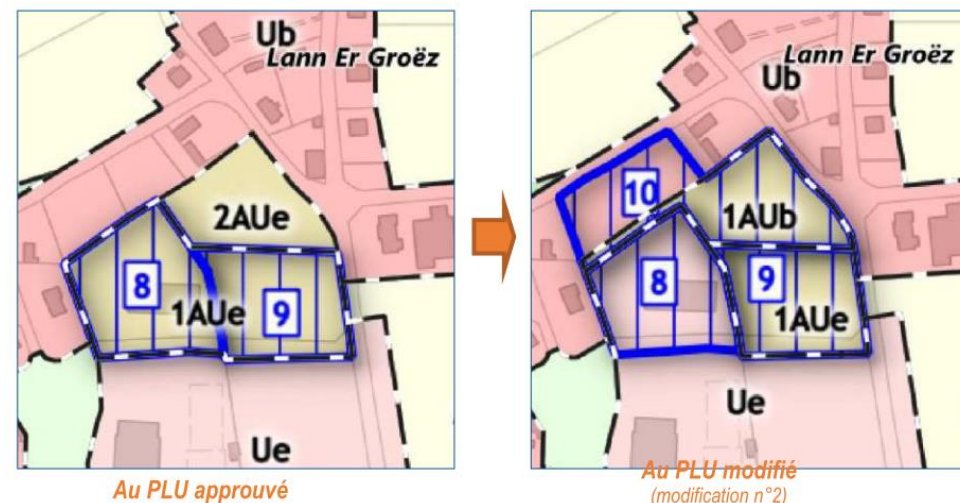 Ub
Lann Er Groëz
2AUe
8
1AUe
9
Ue
Au PLU approuvé
Lann Er Groëz
Ub
10
1AUb
8
9
1AUe
Ue
Au PLU modifié
(modification n°2)